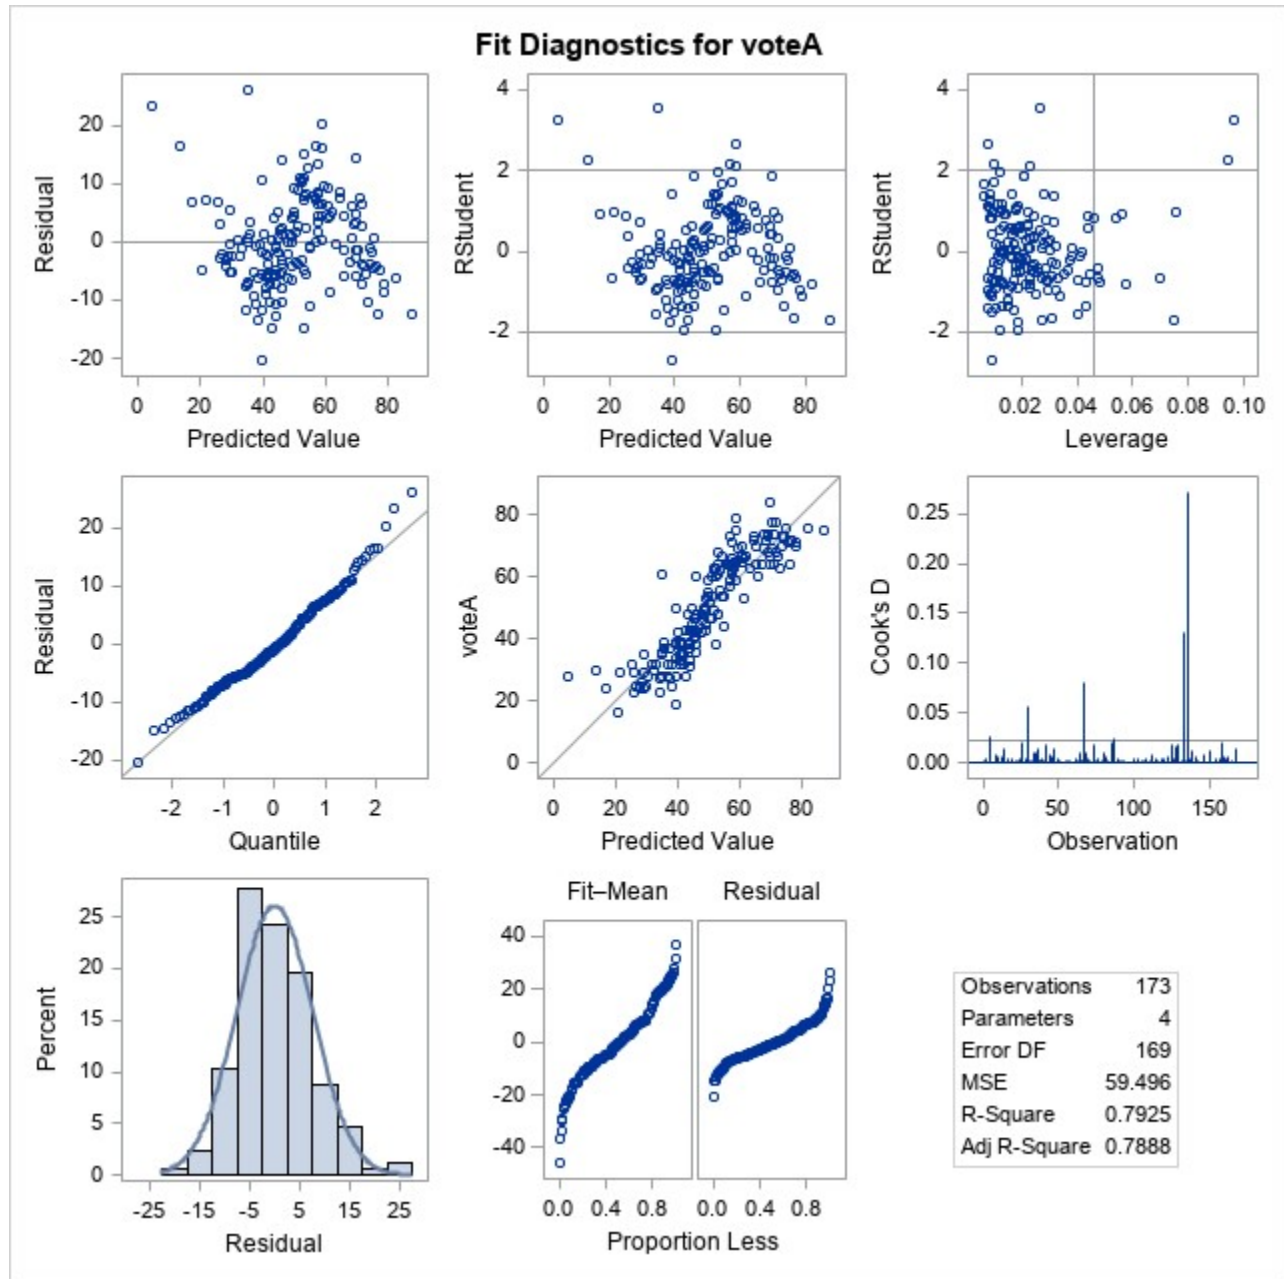 Fit Diagnostics for voteA
Residual
20
10
0
-10
-20
0 20 40 60 80
Predicted Value
RStudent
4
2
0
-2
0 20 40 60 80
Predicted Value
RStudent
4
2
0
-2
0.02 0.04 0.06 0.08 0.10
Leverage
Residual
20
10
0
-10
-20
-2 -1 0 1 2
Quantile
voteA
80
60
40
20
0
0 20 40 60 80
Predicted Value
Cook's D
0.25
0.20
0.15
0.10
0.05
0.00
0 50 100 150
Observation
Percent
25
20
15
10
5
0
-25 -15 -5 5 15 25
Residual
Fit–Mean Residual
40
20
0
-20
-40
0.0 0.4 0.8 0.0 0.4 0.8
Proportion Less
Observations 173
Parameters 4
Error DF 169
MSE 59.496
R-Square 0.7925
Adj R-Square 0.7888